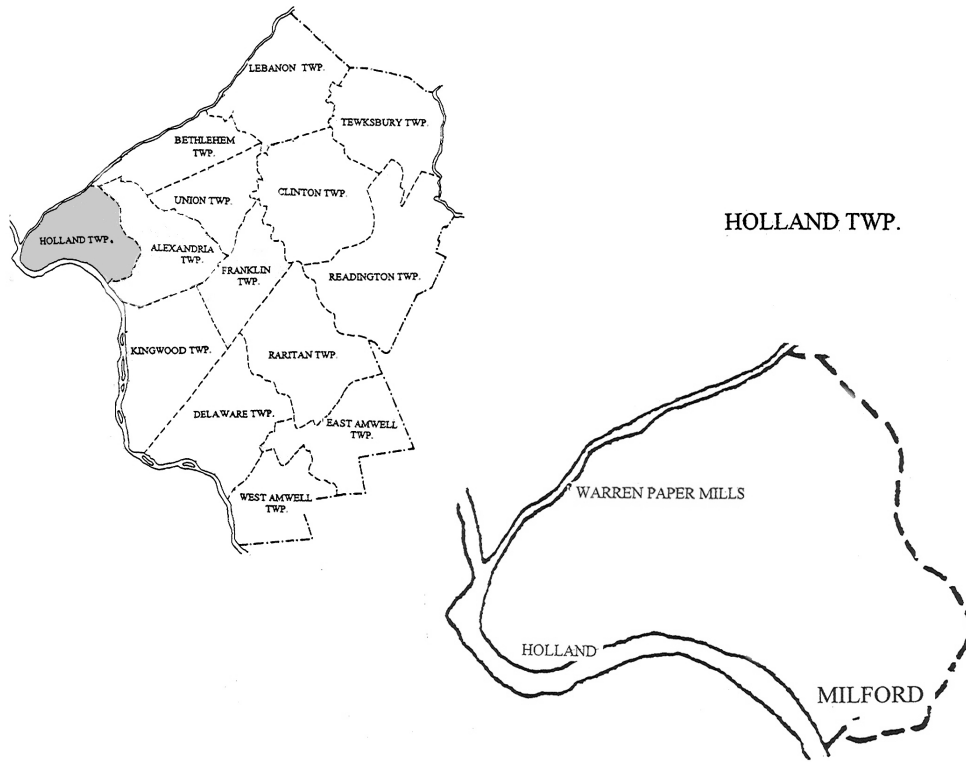 LEBANON TWP.
TEWKSBURY TWP.
BETHLEHEM
TWP.
UNION TWP.
CLINTON TWP.
HOLLAND TWP.
ALEXANDRIA
TWP.
FRANKLIN
TWP.
READINGTON TWP.
KINGWOOD TWP.
RARITAN TWP.
DELAWARE TWP.
EAST AMWELL
TWP.
WEST AMWELL
TWP.
HOLLAND TWP.
WARREN PAPER MILLS
HOLLAND
MILFORD